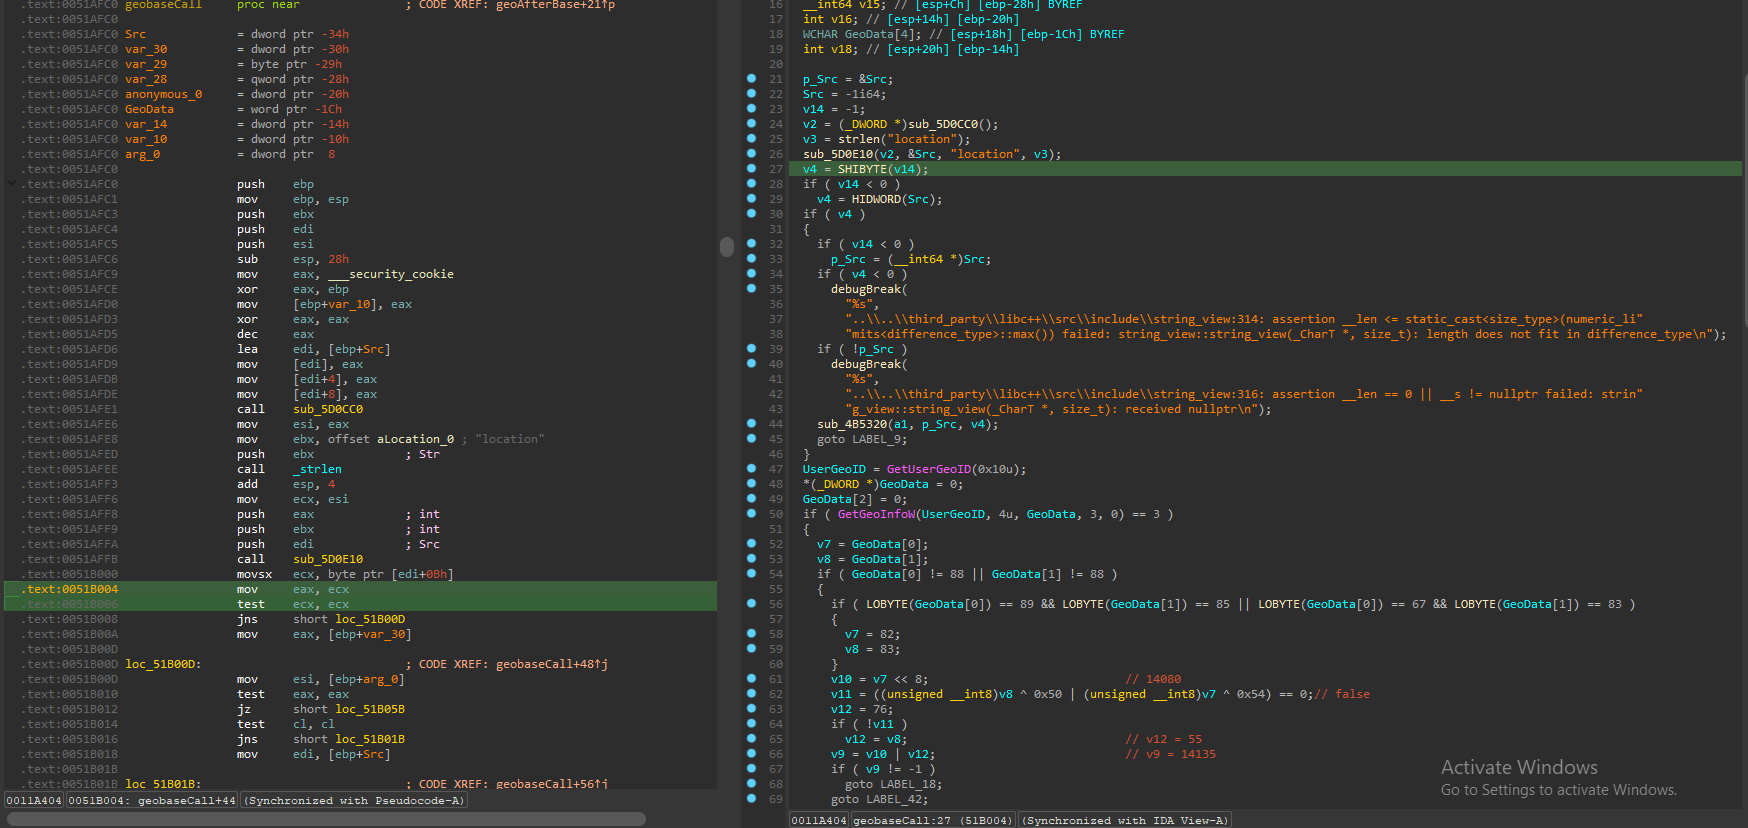 .text:0051AFC0 geobaseCall proc near ; CODE XREF: geoAfterBase+21↑p
.text:0051AFC0
.text:0051AFC0 Src = dword ptr -34h
.text:0051AFC0 var_30 = dword ptr -30h
.text:0051AFC0 var_29 = byte ptr -29h
.text:0051AFC0 var_28 = qword ptr -28h
.text:0051AFC0 anonymous_0 = dword ptr -20h
.text:0051AFC0 GeoData = word ptr -1Ch
.text:0051AFC0 var_14 = dword ptr -14h
.text:0051AFC0 var_10 = dword ptr -10h
.text:0051AFC0 arg_0 = dword ptr 8
.text:0051AFC0
.text:0051AFC0 push ebp
.text:0051AFC1 mov ebp, esp
.text:0051AFC3 push ebx
.text:0051AFC4 push edi
.text:0051AFC5 push esi
.text:0051AFC6 sub esp, 28h
.text:0051AFC9 mov eax, ___security_cookie
.text:0051AFCE xor eax, ebp
.text:0051AFD0 mov [ebp+var_10], eax
.text:0051AFD3 xor eax, eax
.text:0051AFD5 dec eax
.text:0051AFD6 lea edi, [ebp+Src]
.text:0051AFD9 mov [edi], eax
.text:0051AFDB mov [edi+4], eax
.text:0051AFDE mov [edi+8], eax
.text:0051AFE1 call sub_5D0CC0
.text:0051AFE6 mov esi, eax
.text:0051AFE8 mov ebx, offset aLocation_0 ; "location"
.text:0051AFED push ebx ; Str
.text:0051AFEE call _strlen
.text:0051AFF3 add esp, 4
.text:0051AFF6 mov ecx, esi
.text:0051AFF8 push eax ; int
.text:0051AFF9 push ebx ; int
.text:0051AFFA push edi ; Src
.text:0051AFFB call sub_5D0E10
.text:0051B000 movsx ecx, byte ptr [edi+0Bh]
.text:0051B004 mov eax, ecx
.text:0051B006 test ecx, ecx
.text:0051B008 jns short loc_51B00D
.text:0051B00A mov eax, [ebp+var_30]
.text:0051B00D
.text:0051B00D loc_51B00D: ; CODE XREF: geobaseCall+48↑j
.text:0051B00D mov esi, [ebp+arg_0]
.text:0051B010 test eax, eax
.text:0051B012 jz short loc_51B05B
.text:0051B014 test cl, cl
.text:0051B016 jns short loc_51B01B
.text:0051B018 mov edi, [ebp+Src]
.text:0051B01B
.text:0051B01B loc_51B01B: ; CODE XREF: geobaseCall+56↑j
0011A404 0051B004: geobaseCall+44 (Synchronized with Pseudocode-A)
16 __int64 v15; // [esp+Ch] [ebp-28h] BYREF
17 int v16; // [esp+14h] [ebp-20h]
18 WCHAR GeoData[4]; // [esp+18h] [ebp-1Ch] BYREF
19 int v18; // [esp+20h] [ebp-14h]
20
21 p_Src = &Src;
22 Src = -1i64;
23 v14 = -1;
24 v2 = (_DWORD *)sub_5D0CC0();
25 v3 = strlen("location");
26 sub_5D0E10(v2, &Src, "location", v3);
27 v4 = SHIBYTE(v14);
28 if ( v14 < 0 )
29 v4 = HIDWORD(Src);
30 if ( v4 )
31 {
32 if ( v14 < 0 )
33 p_Src = (__int64 *)Src;
34 if ( v4 < 0 )
35 debugBreak(
36 "%s",
37 "..\\..\\third_party\\libc++\\src\\include\\string_view:314: assertion __len <= static_cast<size_type>(numeric_li"
38 "mits<difference_type>::max()) failed: string_view::string_view(_CharT *, size_t): length does not fit in difference_type\n");
39 if ( !p_Src )
40 debugBreak(
41 "%s",
42 "..\\..\\third_party\\libc++\\src\\include\\string_view:316: assertion __len == 0 || __s != nullptr failed: strin"
43 "g_view::string_view(_CharT *, size_t): received nullptr\n");
44 sub_4B5320(a1, p_Src, v4);
45 goto LABEL_9;
46 }
47 UserGeoID = GetUserGeoID(0x10u);
48 *(_DWORD *)GeoData = 0;
49 GeoData[2] = 0;
50 if ( GetGeoInfoW(UserGeoID, 4u, GeoData, 3, 0) == 3 )
51 {
52 v7 = GeoData[0];
53 v8 = GeoData[1];
54 if ( GeoData[0] != 88 || GeoData[1] != 88 )
55 {
56 if ( LOBYTE(GeoData[0]) == 89 && LOBYTE(GeoData[1]) == 85 || LOBYTE(GeoData[0]) == 67 && LOBYTE(GeoData[1]) == 83 )
57 {
58 v7 = 82;
59 v8 = 83;
60 }
61 v10 = v7 << 8; // 14080
62 v11 = ((unsigned __int8)v8 ^ 0x50 | (unsigned __int8)v7 ^ 0x54) == 0;// false
63 v12 = 76;
64 if ( !v11 )
65 v12 = v8; // v12 = 55
66 v9 = v10 | v12; // v9 = 14135
67 if ( v9 != -1 )
68 goto LABEL_18;
69 goto LABEL_42;
0011A404 geobaseCall:27 (51B004) (Synchronized with IDA View-A)
Activate Windows
Go to Settings to activate Windows.